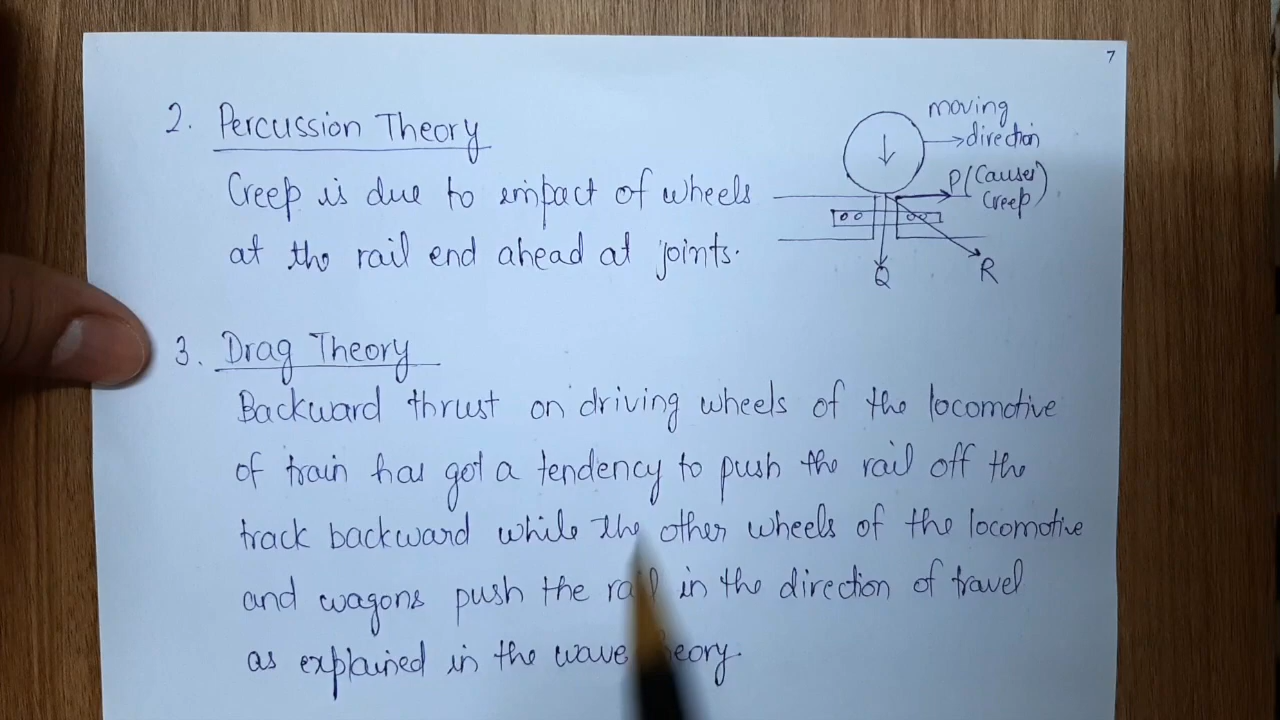 7
2. Percussion Theory
Creep is due to impact of wheels
at the rail end ahead at joints.
moving
direction
P (Causes
Creep)
Q
R
3. Drag Theory
Backward thrust on driving wheels of the locomotive
of train has got a tendency to push the rail off the
track backward while the other wheels of the locomotive
and wagons push the rail in the direction of travel
as explained in the wave